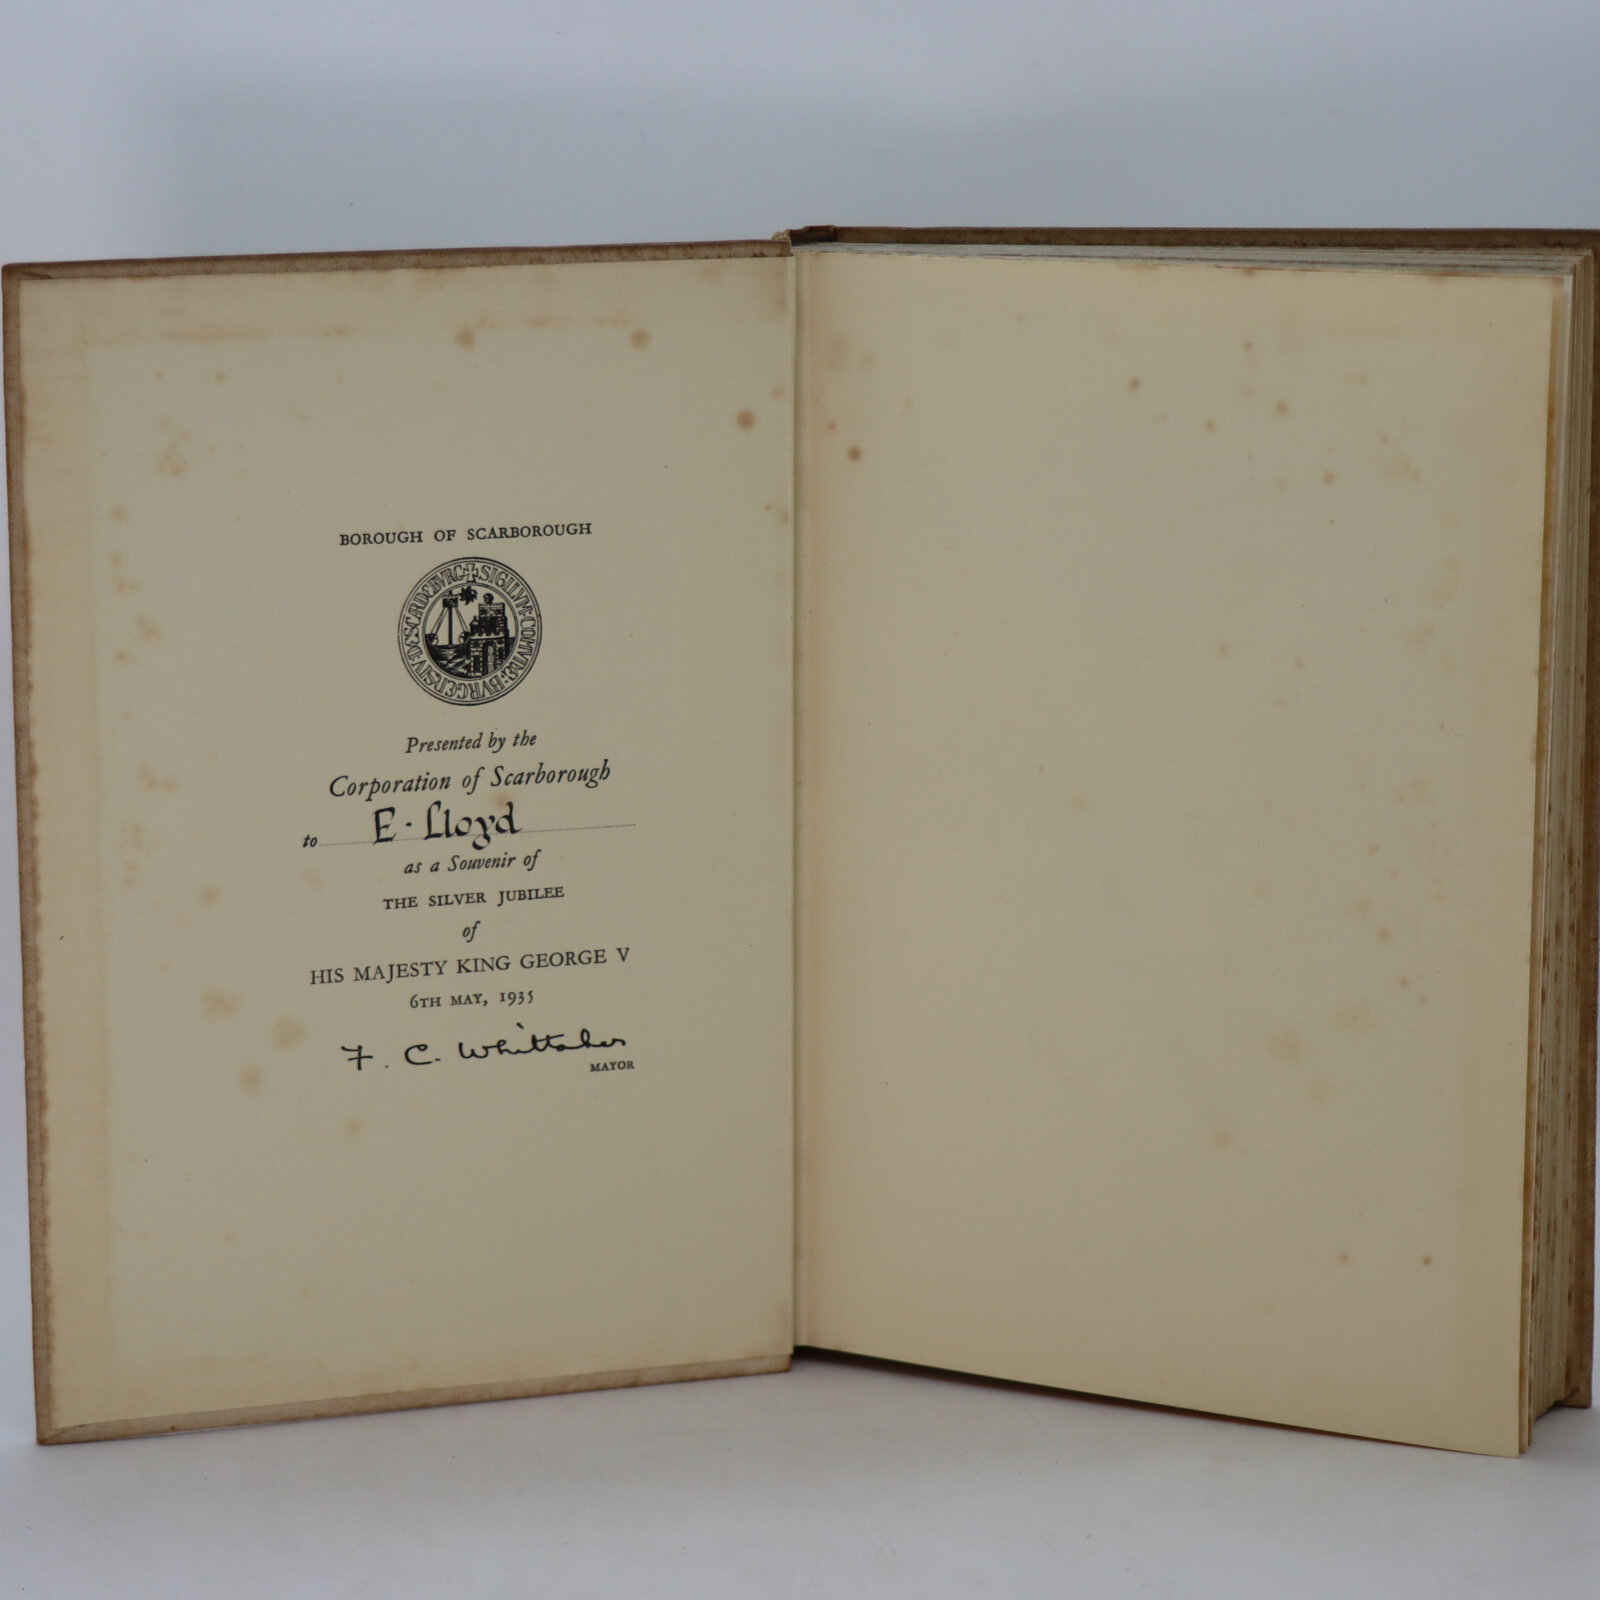 BOROUGH OF SCARBOROUGH
Presented by the
Corporation of Scarborough
to E. Lloyd
as a Souvenir of
THE SILVER JUBILEE
of
HIS MAJESTY KING GEORGE V
6TH MAY, 1935
F. C. Whittaker
MAYOR